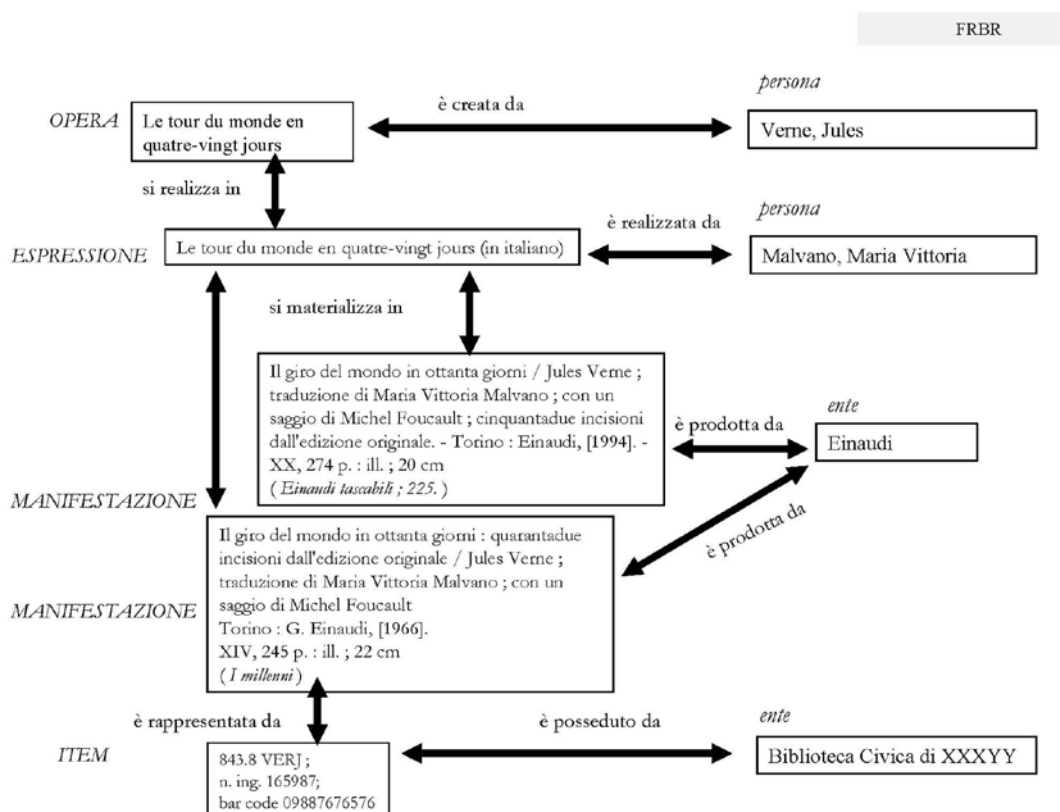 FRBR
persona
è creata da
OPERA
Le tour du monde en
quatre-vingt jours
Verne, Jules
si realizza in
persona
è realizzata da
ESPRESSIONE
Le tour du monde en quatre-vingt jours (in italiano)
Malvano, Maria Vittoria
si materializza in
Il giro del mondo in ottanta giorni / Jules Verne ;
traduzione di Maria Vittoria Malvano ; con un
saggio di Michel Foucault ; cinquantadue incisioni
dall'edizione originale. - Torino : Einaudi, [1994]. -
XX, 274 p. : ill. ; 20 cm
( Einaudi tascabili ; 225. )
ente
è prodotta da
Einaudi
MANIFESTAZIONE
è prodotta da
Il giro del mondo in ottanta giorni : quarantadue
incisioni dall'edizione originale / Jules Verne ;
traduzione di Maria Vittoria Malvano ; con un
saggio di Michel Foucault
Torino : G. Einaudi, [1966].
XIV, 245 p. : ill. ; 22 cm
( I millenni )
MANIFESTAZIONE
è rappresentata da
è posseduto da
ente
ITEM
843.8 VERJ ;
n. ing. 165987;
bar code 09887676576
Biblioteca Civica di XXXYY